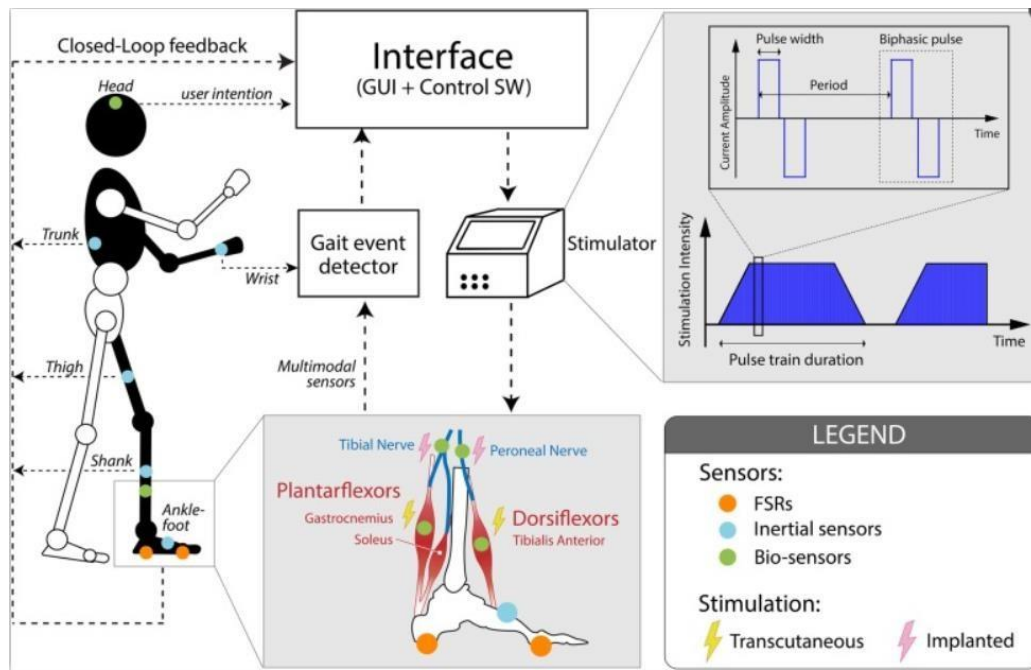 Closed-Loop feedback
Head
user intention
Interface
(GUI + Control SW)
Trunk
Wrist
Gait event
detector
Stimulator
Thigh
Multimodal
sensors
Shank
Ankle-
foot
Tibial Nerve
Peroneal Nerve
Plantarflexors
Gastrocnemius
Soleus
Dorsiflexors
Tibialis Anterior
Pulse width
Biphasic pulse
Period
Current Amplitude
Time
Stimulation Intensity
Time
Pulse train duration
LEGEND
Sensors:
FSRs
Inertial sensors
Bio-sensors
Stimulation:
Transcutaneous
Implanted